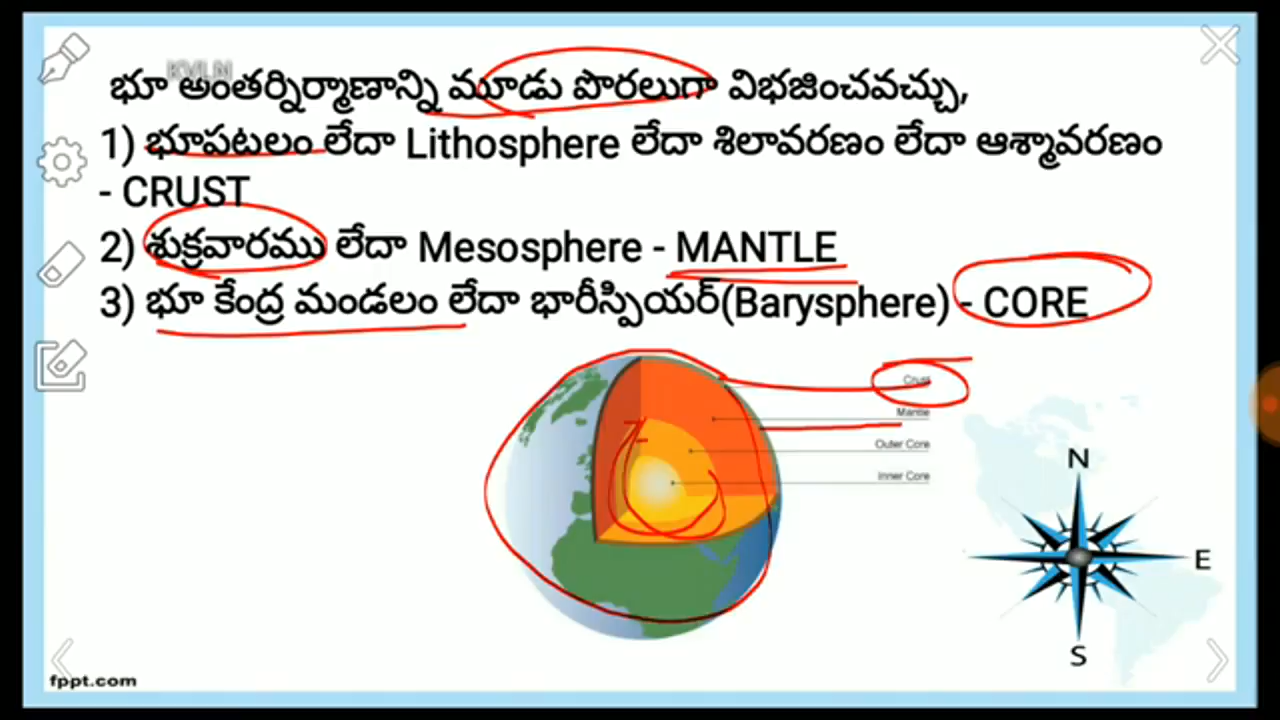 KVLN
భూ అంతర్నిర్మాణాన్ని మూడు పొరలుగా విభజించవచ్చు,
1) భూపటలం లేదా Lithosphere లేదా శిలావరణం లేదా ఆశ్మావరణం
- CRUST
2) శుక్రవారము లేదా Mesosphere - MANTLE
3) భూ కేంద్ర మండలం లేదా భారీస్పియర్(Barysphere) - CORE
Crust
Mantle
Outer Core
Inner Core
N
E
S
fppt.com